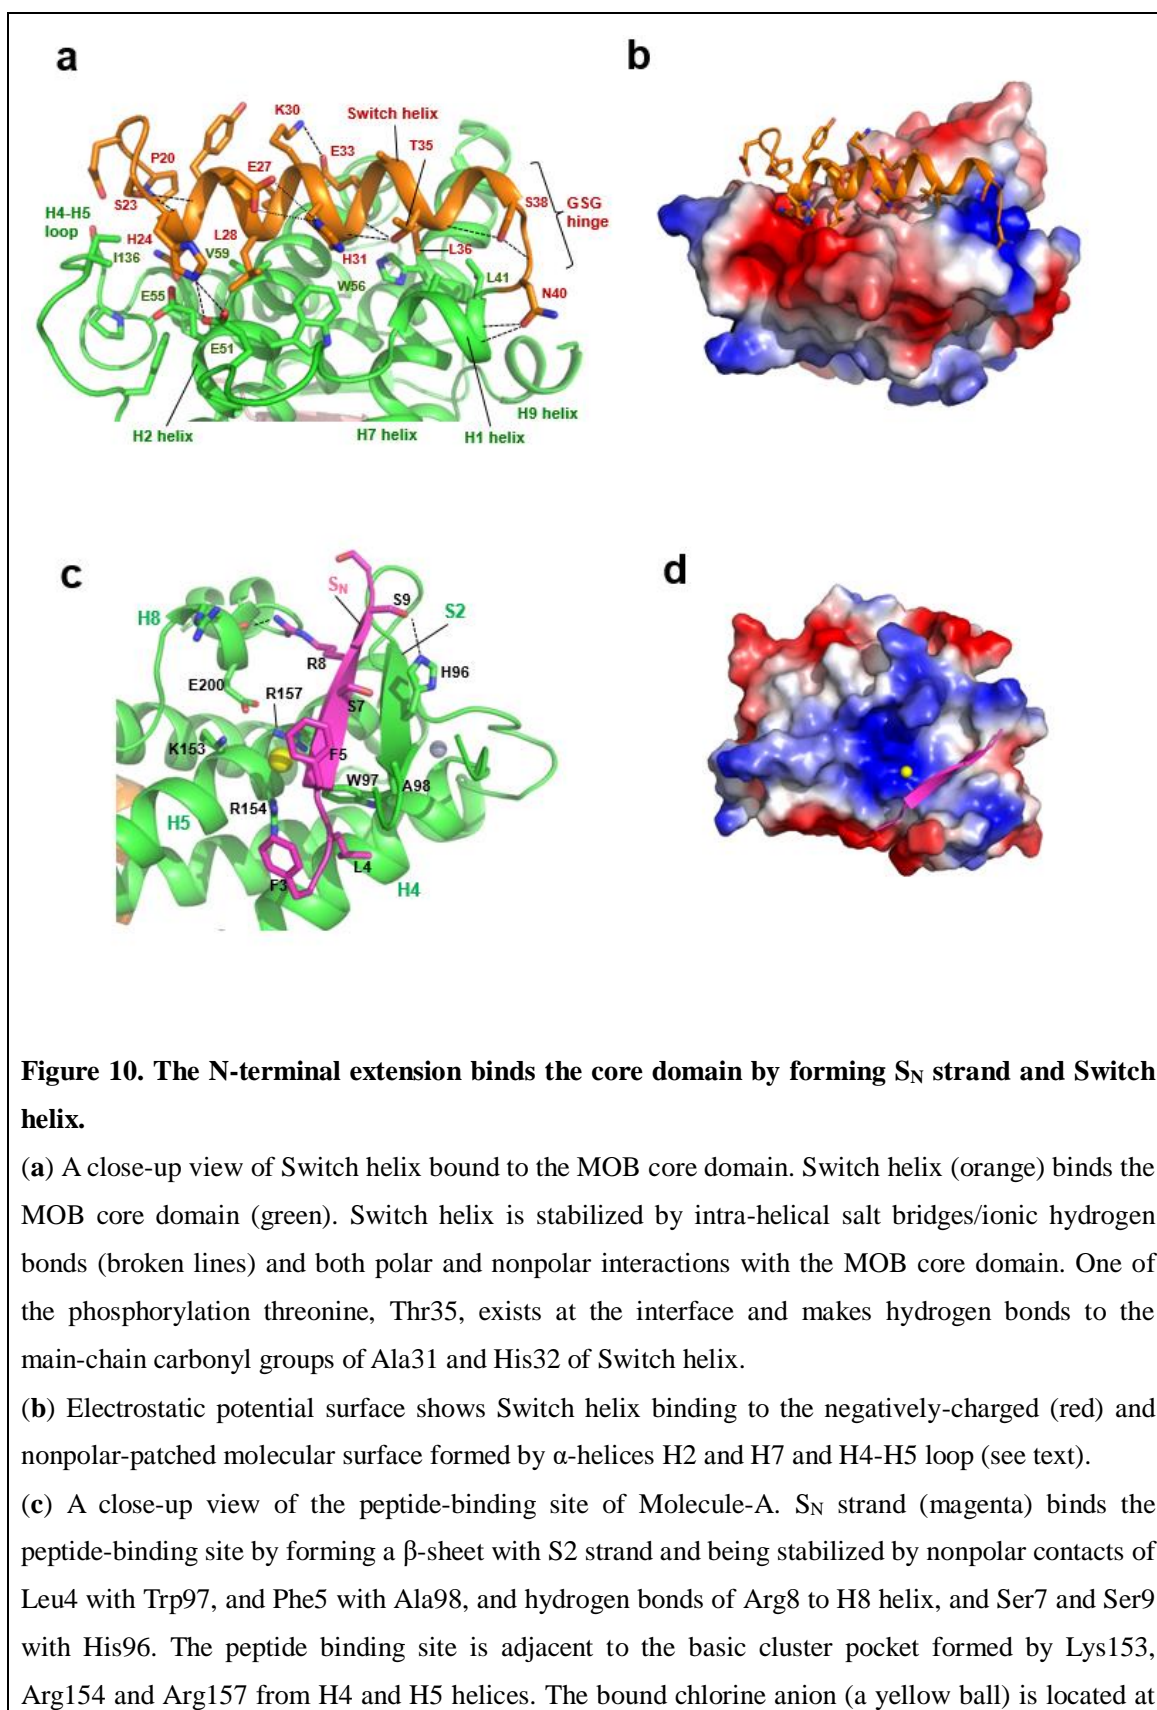 a
b
K30
Switch helix
T35
P20
E27
E33
S23
S38
GSG
hinge
H4-H5
loop
H24
L28
I136
V59
H31
L36
W56
L41
E55
N40
E51
H9 helix
H2 helix
H7 helix
H1 helix
c
d
SN
S9
H8
S2
R8
H96
E200
R157
S7
K153
F5
W97
A98
R154
H5
L4
F3
H4
Figure 10. The N-terminal extension binds the core domain by forming SN strand and Switch
helix.
(a) A close-up view of Switch helix bound to the MOB core domain. Switch helix (orange) binds the
MOB core domain (green). Switch helix is stabilized by intra-helical salt bridges/ionic hydrogen
bonds (broken lines) and both polar and nonpolar interactions with the MOB core domain. One of
the phosphorylation threonine, Thr35, exists at the interface and makes hydrogen bonds to the
main-chain carbonyl groups of Ala31 and His32 of Switch helix.
(b) Electrostatic potential surface shows Switch helix binding to the negatively-charged (red) and
nonpolar-patched molecular surface formed by α-helices H2 and H7 and H4-H5 loop (see text).
(c) A close-up view of the peptide-binding site of Molecule-A. SN strand (magenta) binds the
peptide-binding site by forming a β-sheet with S2 strand and being stabilized by nonpolar contacts of
Leu4 with Trp97, and Phe5 with Ala98, and hydrogen bonds of Arg8 to H8 helix, and Ser7 and Ser9
with His96. The peptide binding site is adjacent to the basic cluster pocket formed by Lys153,
Arg154 and Arg157 from H4 and H5 helices. The bound chlorine anion (a yellow ball) is located at